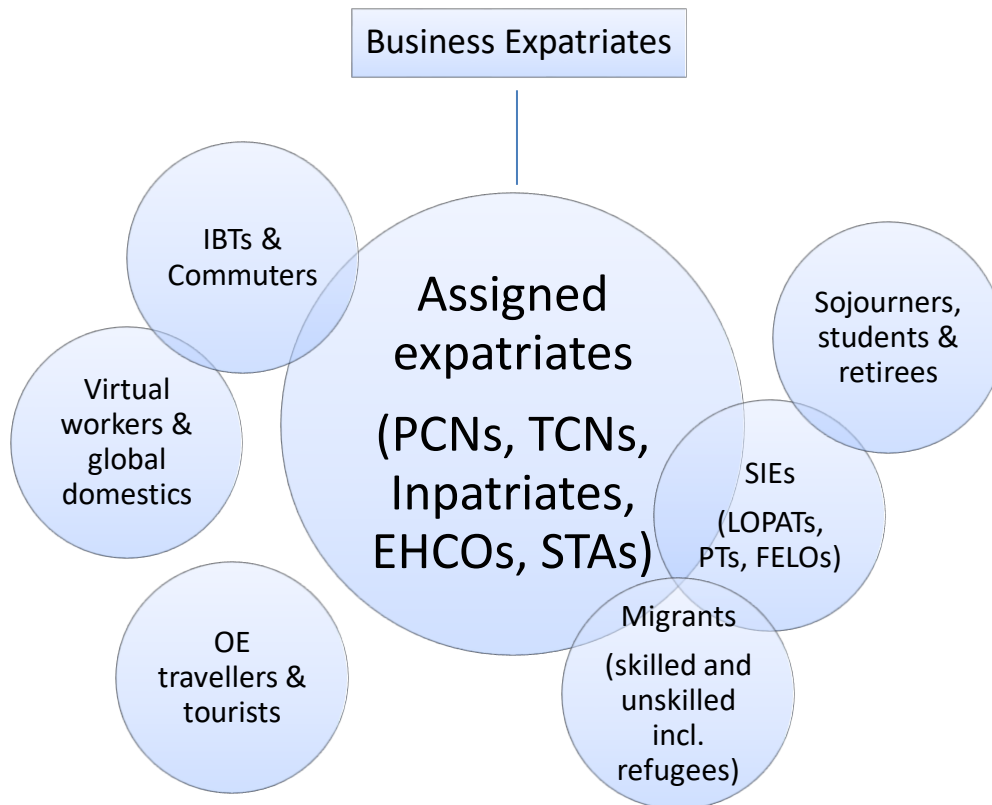 Business Expatriates
IBTs &
Commuters
Assigned
expatriates
(PCNs, TCNs,
Inpatriates,
EHCOs, STAs)
Sojourners,
students &
retirees
Virtual
workers &
global
domestics
SIEs
(LOPATs,
PTs, FELOs)
OE
travellers &
tourists
Migrants
(skilled and
unskilled
incl.
refugees)